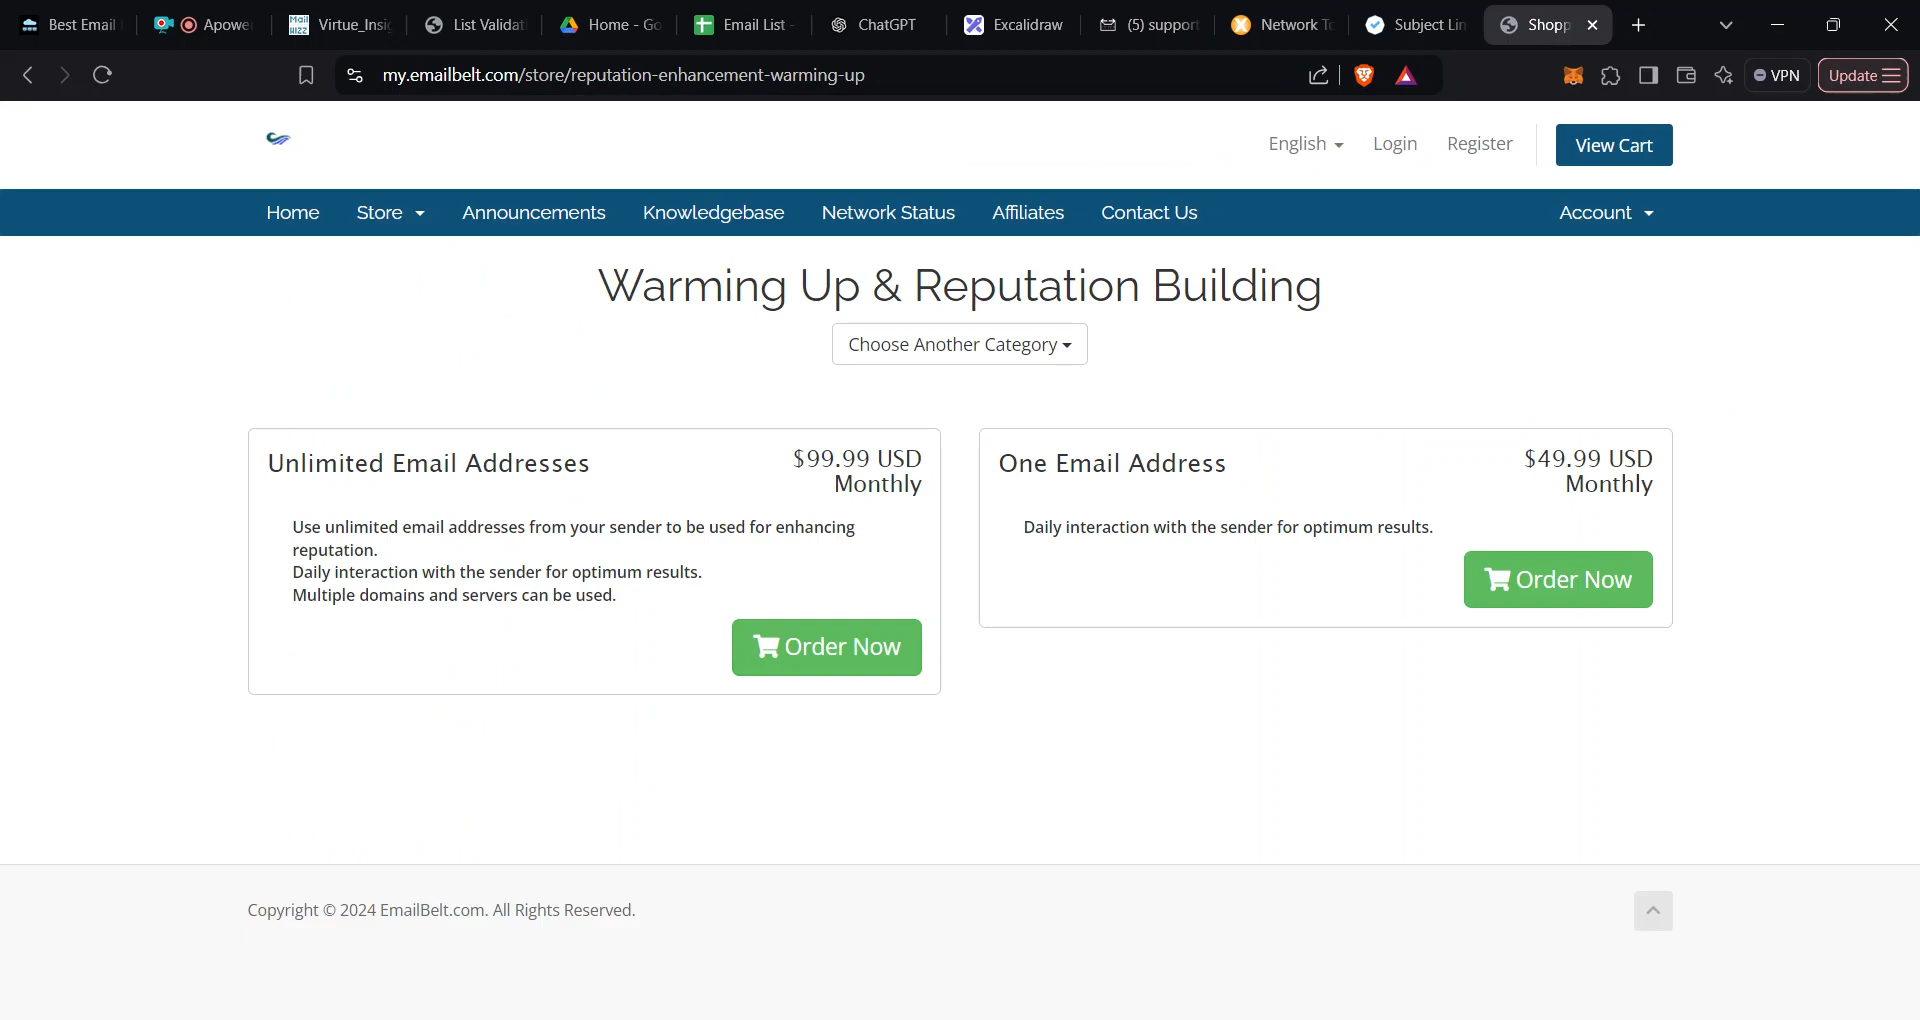 Best Email
Apowe
Virtue_Insi
List Validat
Home - Go
Email List -
ChatGPT
Excalidraw
(5) support
Network To
Subject Lin
Shopp
my.emailbelt.com/store/reputation-enhancement-warming-up
VPN
Update
English
Login
Register
View Cart
Home
Store
Announcements
Knowledgebase
Network Status
Affiliates
Contact Us
Account
Warming Up & Reputation Building
Choose Another Category
Unlimited Email Addresses
$99.99 USD
Monthly
Use unlimited email addresses from your sender to be used for enhancing
reputation.
Daily interaction with the sender for optimum results.
Multiple domains and servers can be used.
Order Now
One Email Address
$49.99 USD
Monthly
Daily interaction with the sender for optimum results.
Order Now
Copyright © 2024 EmailBelt.com. All Rights Reserved.